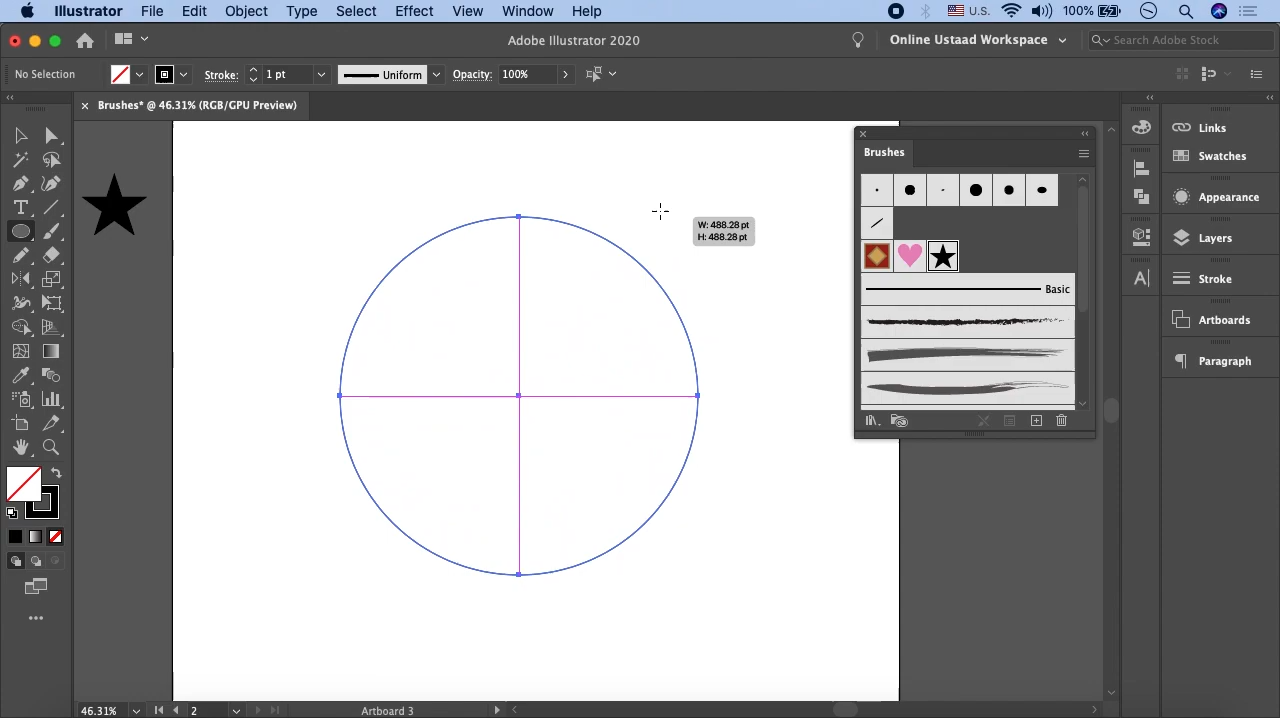 Illustrator File Edit Object Type Select Effect View Window Help U.S. 100%
Adobe Illustrator 2020 Online Ustaad Workspace Search Adobe Stock
No Selection Stroke: 1 pt Uniform Opacity: 100%
Brushes* @ 46.31% (RGB/GPU Preview)
Brushes
Basic
W: 488.28 pt
H: 488.28 pt
Links
Swatches
Appearance
Layers
Stroke
Artboards
Paragraph
46.31% 2 Artboard 3